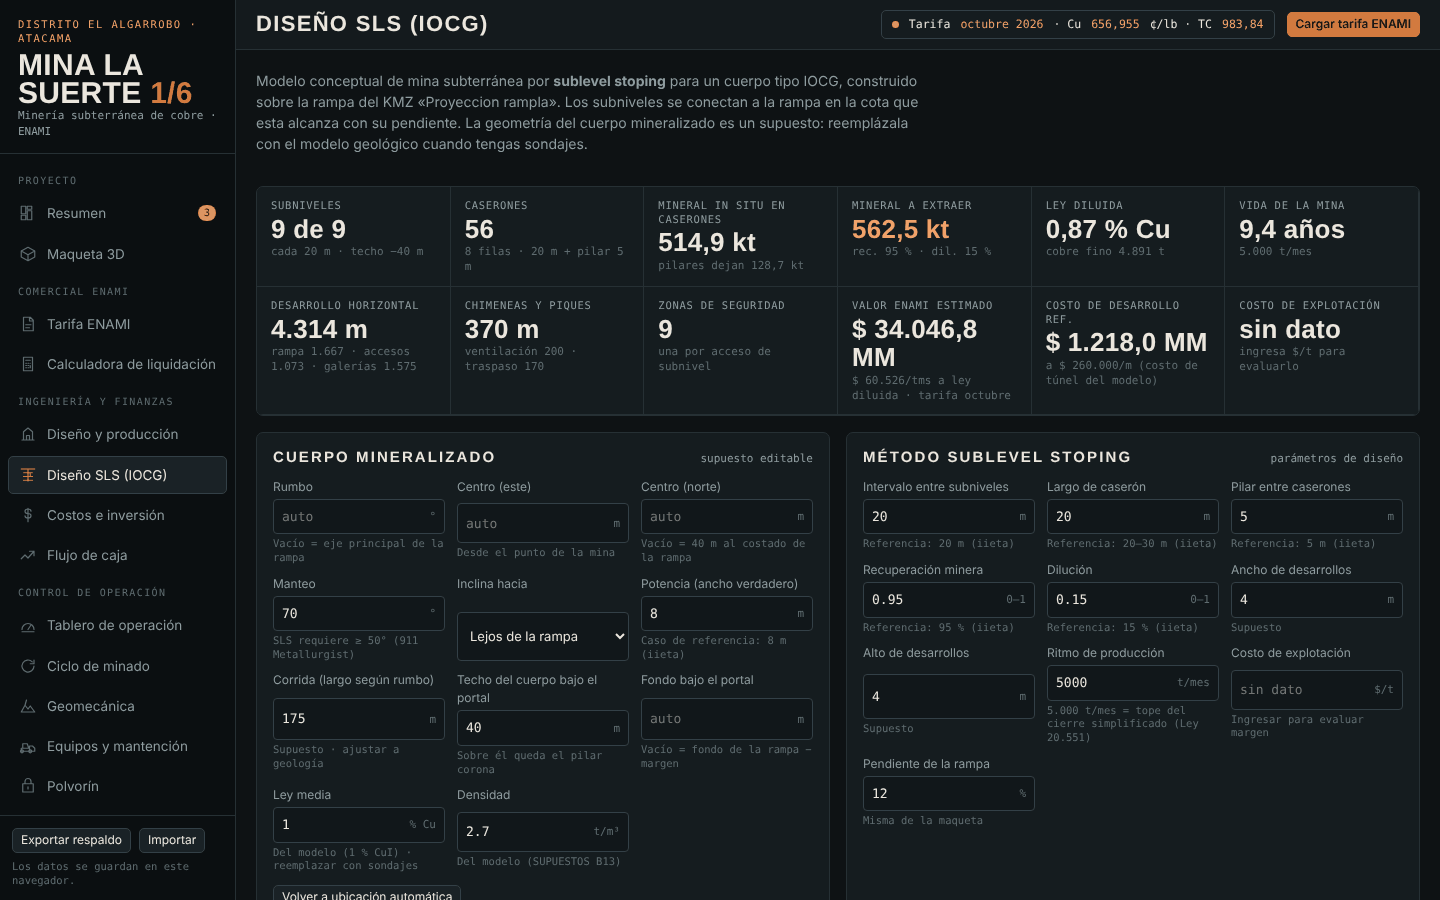 DISTRITO EL ALGARROBO ·
ATACAMA
MINA LA
SUERTE 1/6
Minería subterránea de cobre ·
ENAMI
PROYECTO
Resumen 3
Maqueta 3D
COMERCIAL ENAMI
Tarifa ENAMI
Calculadora de liquidación
INGENIERÍA Y FINANZAS
Diseño y producción
Diseño SLS (IOCG)
Costos e inversión
Flujo de caja
CONTROL DE OPERACIÓN
Tablero de operación
Ciclo de minado
Geomecánica
Equipos y mantención
Polvorín
Exportar respaldo Importar
Los datos se guardan en este
navegador.
DISEÑO SLS (IOCG)
Tarifa octubre 2026 · Cu 656,955 ¢/lb · TC 983,84
Cargar tarifa ENAMI
Modelo conceptual de mina subterránea por sublevel stoping para un cuerpo tipo IOCG, construido
sobre la rampa del KMZ «Proyeccion rampla». Los subniveles se conectan a la rampa en la cota que
esta alcanza con su pendiente. La geometría del cuerpo mineralizado es un supuesto: reemplázala
con el modelo geológico cuando tengas sondajes.
SUBNIVELES
9 de 9
cada 20 m · techo −40 m
CASERONES
56
8 filas · 20 m + pilar 5
m
MINERAL IN SITU EN
CASERONES
514,9 kt
pilares dejan 128,7 kt
MINERAL A EXTRAER
562,5 kt
rec. 95 % · dil. 15 %
LEY DILUIDA
0,87 % Cu
cobre fino 4.891 t
VIDA DE LA MINA
9,4 años
5.000 t/mes
DESARROLLO HORIZONTAL
4.314 m
rampa 1.667 · accesos
1.073 · galerías 1.575
CHIMENEAS Y PIQUES
370 m
ventilación 200 ·
traspaso 170
ZONAS DE SEGURIDAD
9
una por acceso de
subnivel
VALOR ENAMI ESTIMADO
$ 34.046,8
MM
$ 60.526/tms a ley
diluida · tarifa octubre
COSTO DE DESARROLLO
REF.
$ 1.218,0 MM
a $ 260.000/m (costo de
túnel del modelo)
COSTO DE EXPLOTACIÓN
sin dato
ingresa $/t para
evaluarlo
CUERPO MINERALIZADO
supuesto editable
Rumbo
auto °
Vacío = eje principal de la
rampa
Centro (este)
auto m
Desde el punto de la mina
Centro (norte)
auto m
Vacío = 40 m al costado de
la rampa
Manteo
70 °
SLS requiere ≥ 50° (911
Metallurgist)
Inclina hacia
Lejos de la rampa
Potencia (ancho verdadero)
8 m
Caso de referencia: 8 m
(iieta)
Corrida (largo según rumbo)
175 m
Supuesto · ajustar a
geología
Techo del cuerpo bajo el
portal
40 m
Sobre él queda el pilar
corona
Fondo bajo el portal
auto m
Vacío = fondo de la rampa −
margen
Ley media
1 % Cu
Del modelo (1 % CuI) ·
reemplazar con sondajes
Densidad
2.7 t/m³
Del modelo (SUPUESTOS B13)
Volver a ubicación automática
MÉTODO SUBLEVEL STOPING
parámetros de diseño
Intervalo entre subniveles
20 m
Referencia: 20 m (iieta)
Largo de caserón
20 m
Referencia: 20–30 m (iieta)
Pilar entre caserones
5 m
Referencia: 5 m (iieta)
Recuperación minera
0.95 0–1
Referencia: 95 % (iieta)
Dilución
0.15 0–1
Referencia: 15 % (iieta)
Ancho de desarrollos
4 m
Supuesto
Alto de desarrollos
4 m
Supuesto
Ritmo de producción
5000 t/mes
5.000 t/mes = tope del
cierre simplificado (Ley
20.551)
Costo de explotación
sin dato $/t
Ingresar para evaluar
margen
Pendiente de la rampa
12 %
Misma de la maqueta